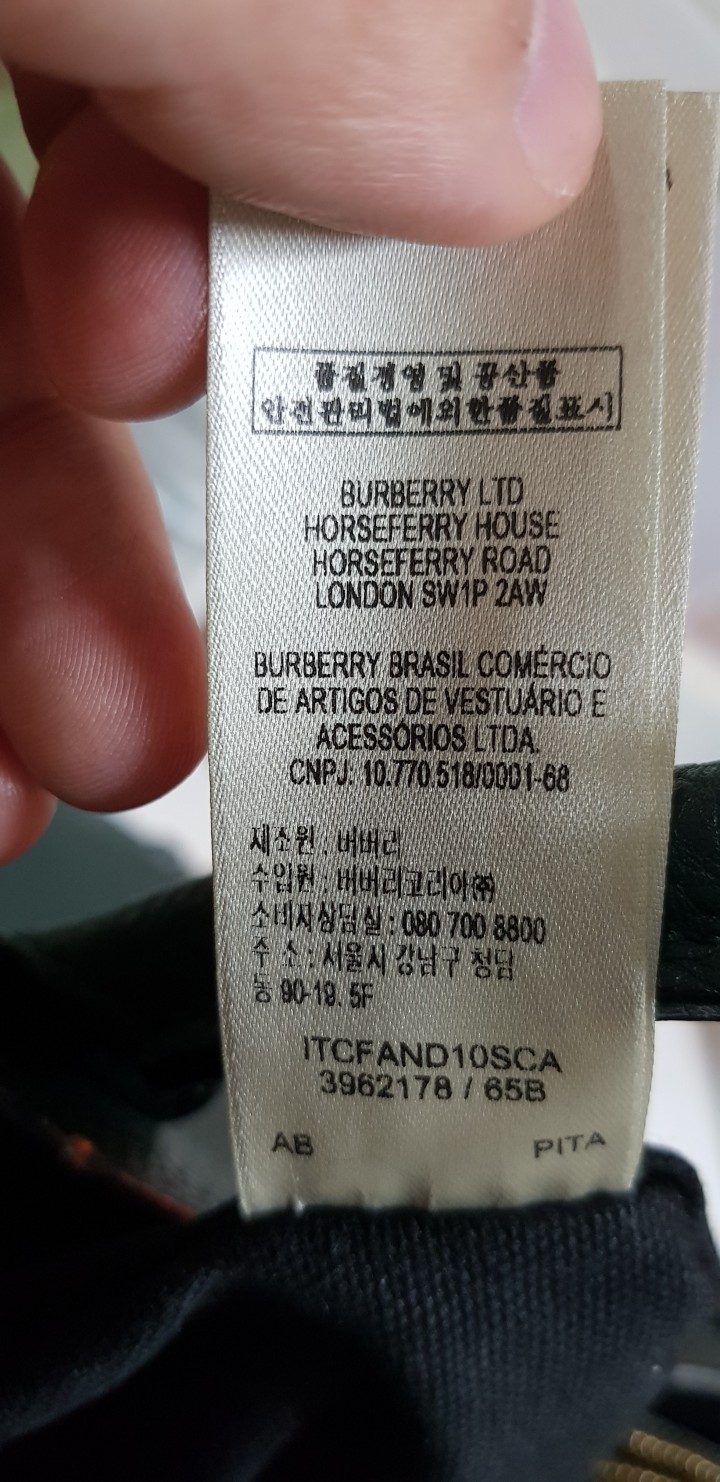 품질경영 및 공산품
안전관리법에의한품질표시
BURBERRY LTD
HORSEFERRY HOUSE
HORSEFERRY ROAD
LONDON SW1P 2AW
BURBERRY BRASIL COMÉRCIO
DE ARTIGOS DE VESTUÁRIO E
ACESSÓRIOS LTDA.
CNPJ: 10.770.518/0001-68
제조원 : 버버리
수입원 : 버버리코리아㈜
소비자상담실 : 080 700 8800
주 소 : 서울시 강남구 청담
동 90-19. 5F
ITCFAND10SCA
3962178 / 65B
AB PITA